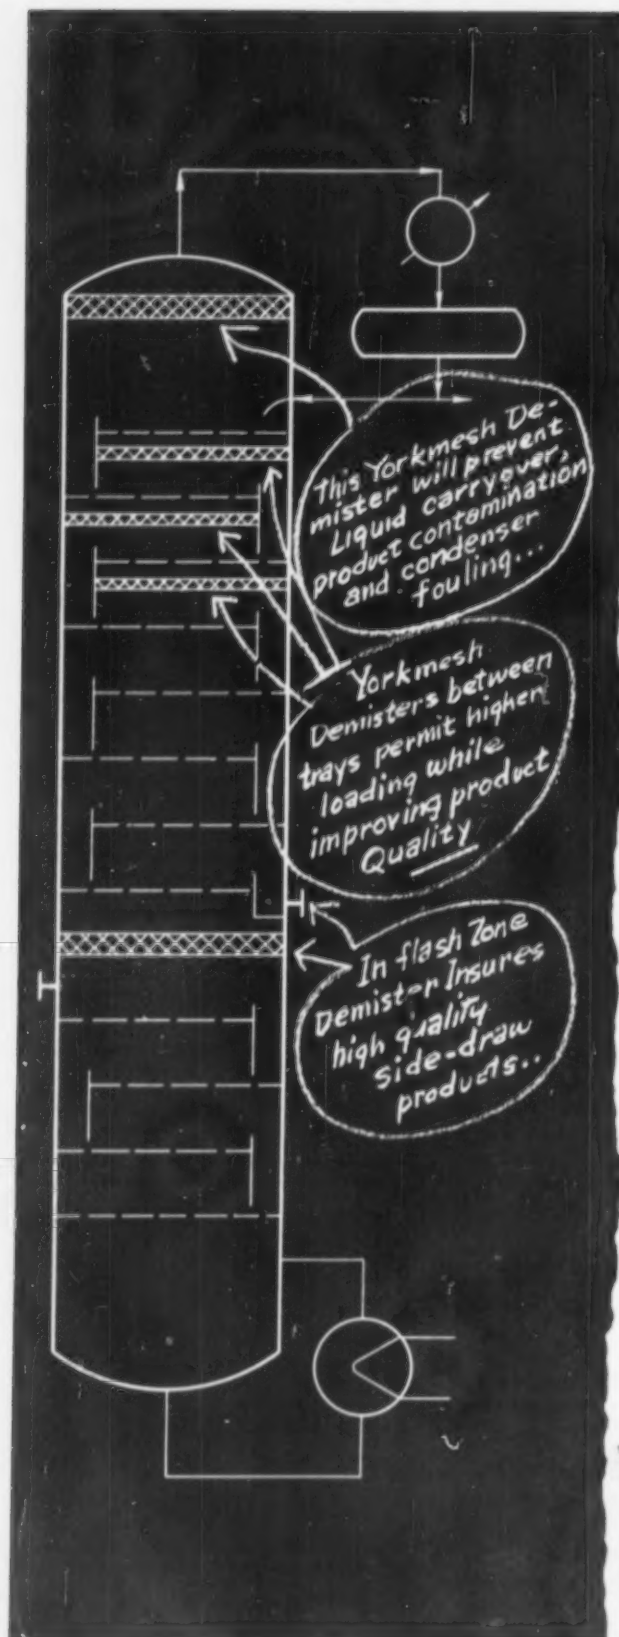 This Yorkmesh De-
mister will prevent
Liquid carryover,
product contamination
and condenser
fouling...
Yorkmesh
Demisters between
trays permit higher
loading while
improving product
Quality
In flash Zone
Demister Insures
high quality
side-draw
products..